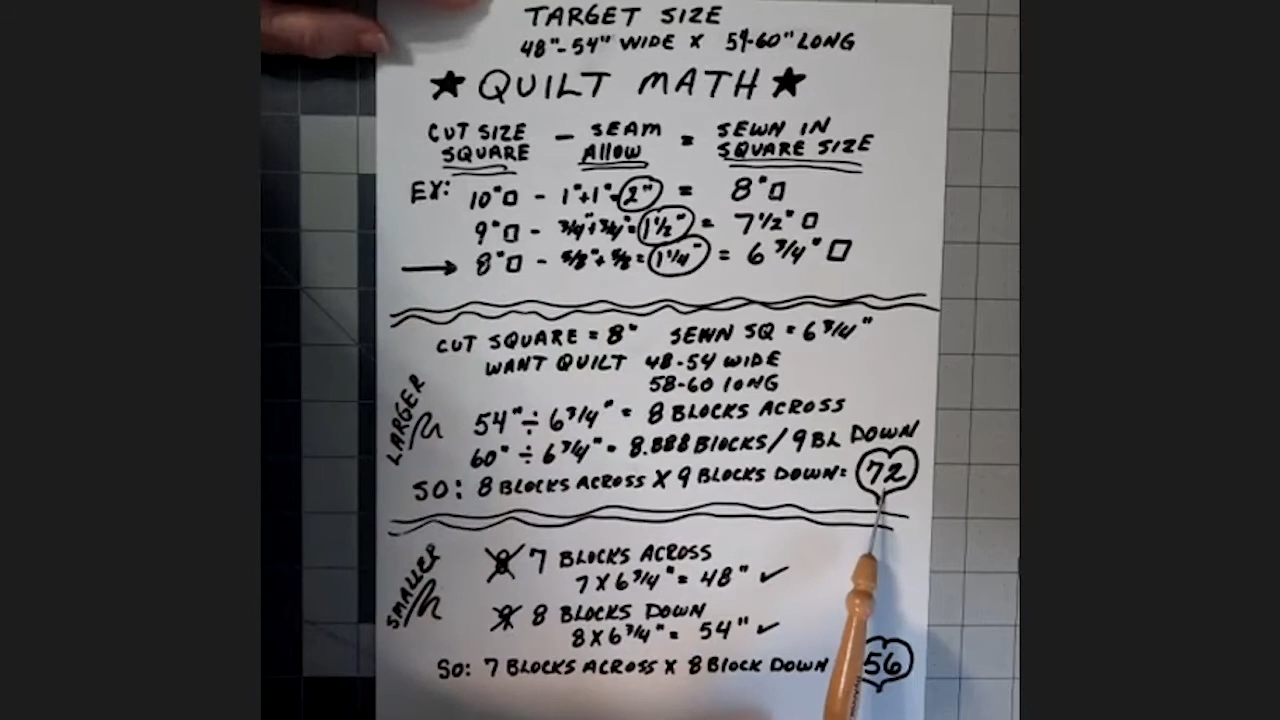 TARGET SIZE
48"-54" WIDE X 54-60" LONG
★ QUILT MATH ★
CUT SIZE SQUARE - SEAM ALLOW = SEWN IN SQUARE SIZE
EX: 10"□ - 1"+1"=2" = 8"□
9"□ - 3/4"+3/4"=1 1/2" = 7 1/2"□
→ 8"□ - 5/8"+5/8=1 1/4" = 6 3/4"□
CUT SQUARE = 8" SEWN SQ = 6 3/4"
WANT QUILT 48-54 WIDE
58-60 LONG
LARGER
54" ÷ 6 3/4" = 8 BLOCKS ACROSS
60" ÷ 6 3/4" = 8.888 BLOCKS/ 9 BL DOWN
SO: 8 BLOCKS ACROSS X 9 BLOCKS DOWN= 72
SMALLER
8 7 BLOCKS ACROSS
7 X 6 3/4" = 48" ✓
9 8 BLOCKS DOWN
8 X 6 3/4" = 54" ✓
SO: 7 BLOCKS ACROSS X 8 BLOCK DOWN 56